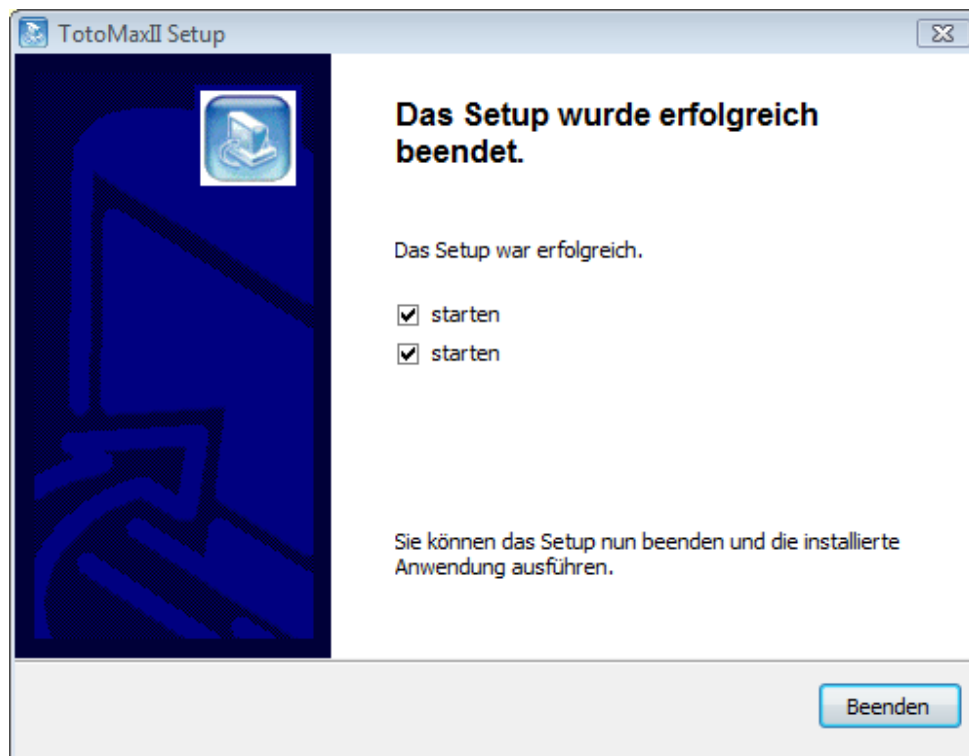 TotoMaxII Setup
Das Setup wurde erfolgreich
beendet.
Das Setup war erfolgreich.
starten
starten
Sie können das Setup nun beenden und die installierte
Anwendung ausführen.
Beenden